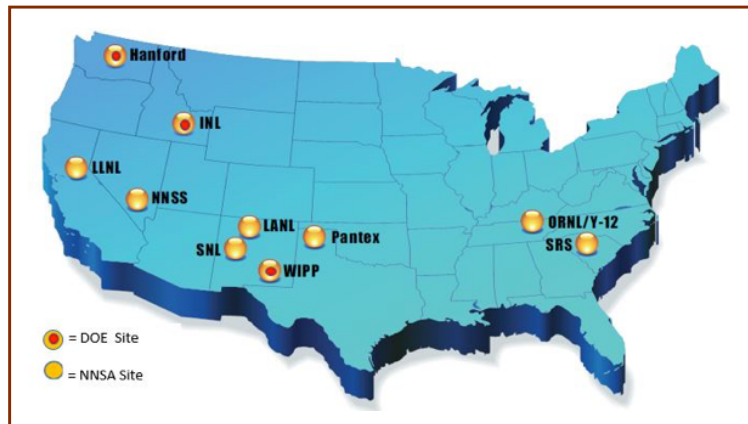 Hanford
INL
LLNL
NNSS
LANL
SNL
Pantex
WIPP
ORNL/Y-12
SRS
= DOE Site
= NNSA Site